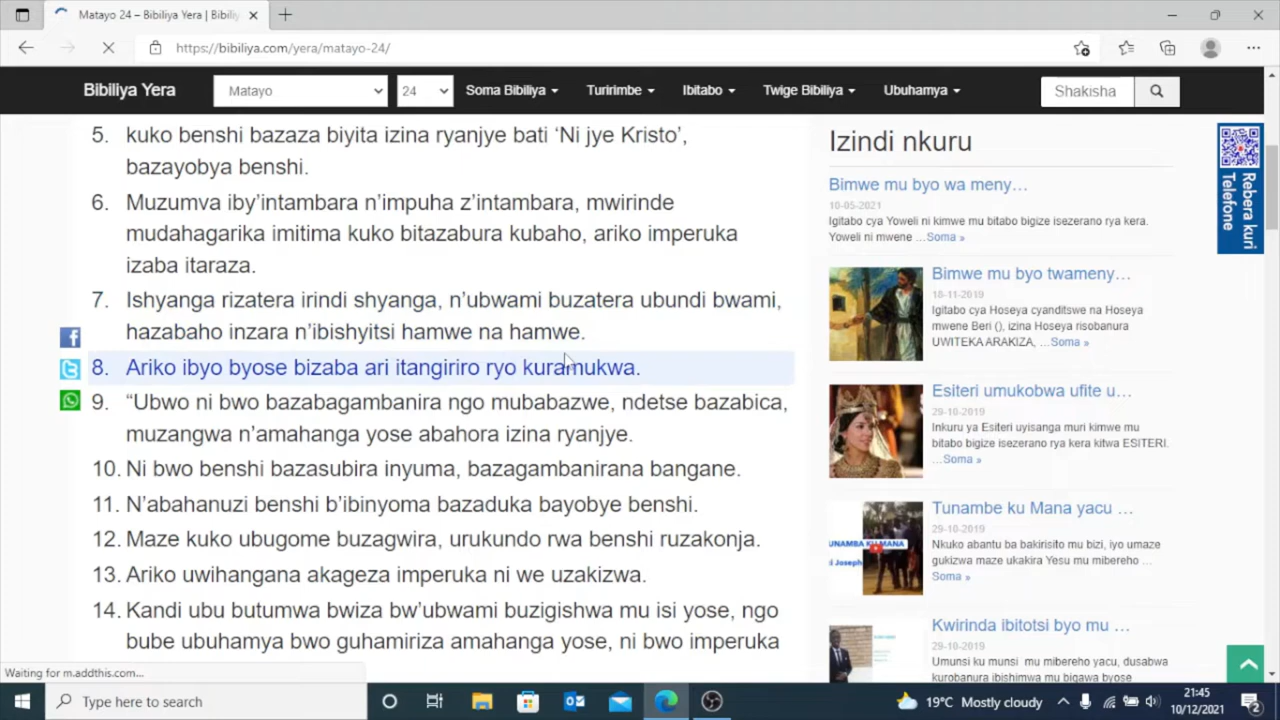 Matayo 24 – Bibiliya Yera | Bibiliy
https://bibiliya.com/yera/matayo-24/
Bibiliya Yera
Matayo
24
Soma Bibiliya
Turirimbe
Ibitabo
Twige Bibiliya
Ubuhamya
Shakisha
5. kuko benshi bazaza biyita izina ryanjye bati ‘Ni jye Kristo’,
bazayobya benshi.
6. Muzumva iby’intambara n’impuha z’intambara, mwirinde
mudahagarika imitima kuko bitazabura kubaho, ariko imperuka
izaba itaraza.
7. Ishyanga rizatera irindi shyanga, n’ubwami buzatera ubundi bwami,
hazabaho inzara n’ibishyitsi hamwe na hamwe.
8. Ariko ibyo byose bizaba ari itangiriro ryo kuramukwa.
9. “Ubwo ni bwo bazabagambanira ngo mubabazwe, ndetse bazabica,
muzangwa n’amahanga yose abahora izina ryanjye.
10. Ni bwo benshi bazasubira inyuma, bazagambanirana bangane.
11. N’abahanuzi benshi b’ibinyoma bazaduka bayobye benshi.
12. Maze kuko ubugome buzagwira, urukundo rwa benshi ruzakonja.
13. Ariko uwihangana akageza imperuka ni we uzakizwa.
14. Kandi ubu butumwa bwiza bw’ubwami buzigishwa mu isi yose, ngo
bube ubuhamya bwo guhamiriza amahanga yose, ni bwo imperuka
Izindi nkuru
Bimwe mu byo wa meny…
10-05-2021
Igitabo cya Yoweli ni kimwe mu bitabo bigize isezerano rya kera.
Yoweli ni mwene …Soma »
Bimwe mu byo twameny…
18-11-2019
Igitabo cya Hoseya cyanditswe na Hoseya
mwene Beri (), izina Hoseya risobanura
UWITEKA ARAKIZA, …Soma »
Esiteri umukobwa ufite u…
29-10-2019
Inkuru ya Esiteri uyisanga muri kimwe mu
bitabo bigize isezerano rya kera kitwa ESITERI.
…Soma »
Tunambe ku Mana yacu …
29-10-2019
Nkuko abantu ba bakirisito mu bizi, iyo umaze
gukizwa maze ukakira Yesu mu mibereho …
Soma »
UNAMBA KU MANA
i Joseph
Kwirinda ibitotsi byo mu …
29-10-2019
Umunsi ku munsi mu mibereho yacu, dusabwa
kurobanura ibishimwa mu bigawa byose
Rebera kuri
Telefone
Waiting for m.addthis.com...
Type here to search
19°C Mostly cloudy
21:45
10/12/2021
2